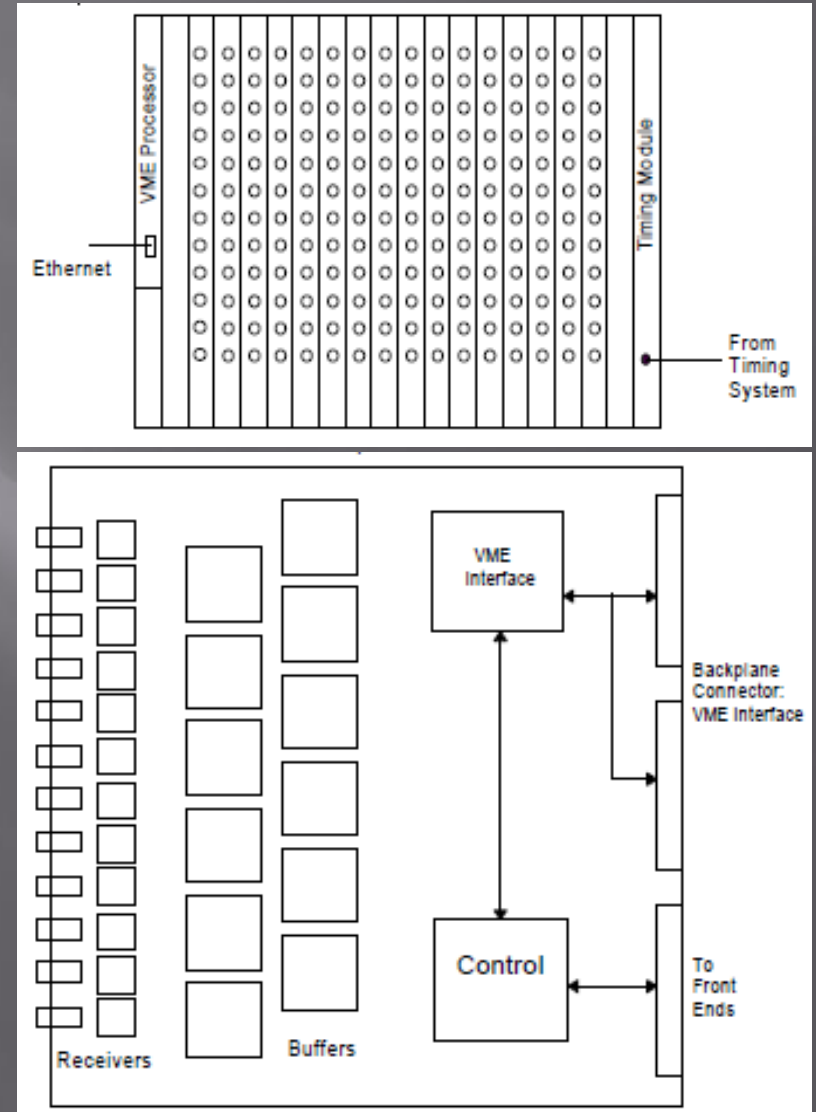 VME Processor
Ethernet
Timing Module
From
Timing
System
VME
Interface
Backplane
Connector:
VME Interface
Control
To
Front
Ends
Receivers
Buffers